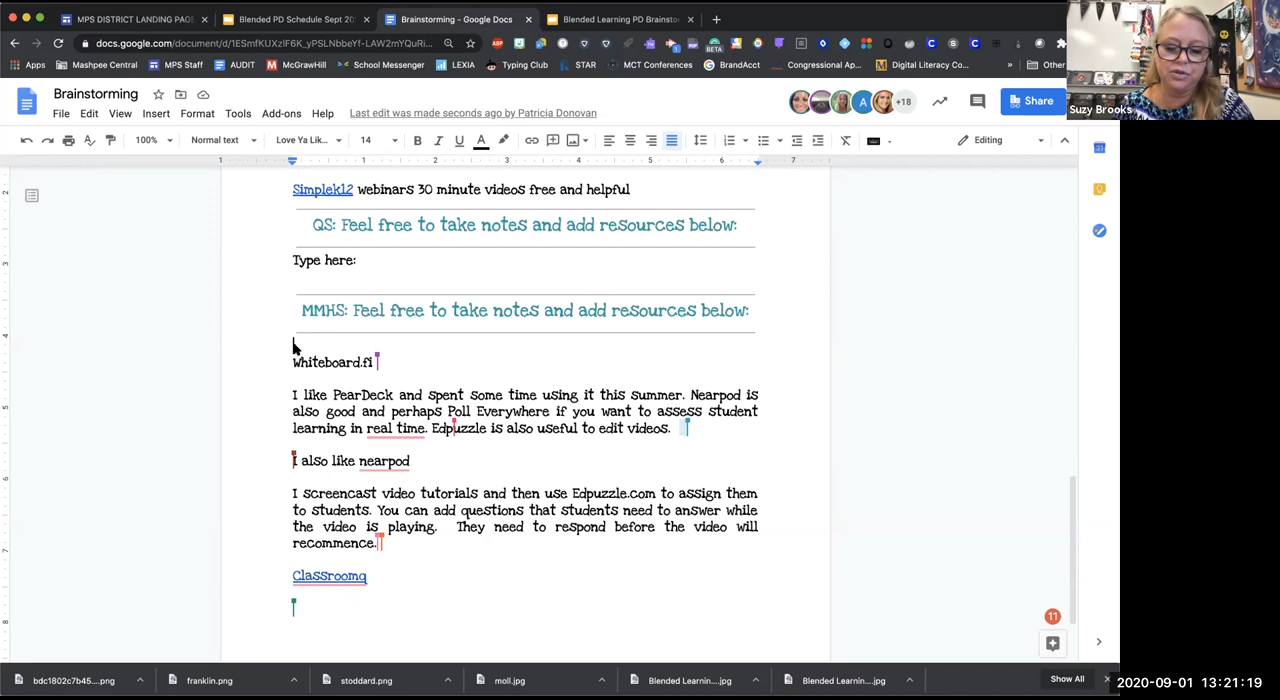 MPS DISTRICT LANDING PAG
Blended PD Schedule Sept 20
Brainstorming - Google Docs
Blended Learning PD Brainsto
docs.google.com/document/d/1ESmfKUXzIF6K_yPSLNbbeYf-LAW2mYQuRi...
Apps
Mashpee Central
MPS Staff
AUDIT
McGrawHill
School Messenger
LEXIA
Typing Club
STAR
MCT Conferences
BrandAcct
Congressional Ap...
Digital Literacy Co...
Other
Brainstorming
+18
Share
Suzy Brooks
File Edit View Insert Format Tools Add-ons Help Last edit was made seconds ago by Patricia Donovan
100% Normal text Love Ya Lik... 14 B I U A Editing
Simplek12 webinars 30 minute videos free and helpful
QS: Feel free to take notes and add resources below:
Type here:
MMHS: Feel free to take notes and add resources below:
Whiteboard.fi
I like PearDeck and spent some time using it this summer. Nearpod is
also good and perhaps Poll Everywhere if you want to assess student
learning in real time. Edpuzzle is also useful to edit videos.
I also like nearpod
I screencast video tutorials and then use Edpuzzle.com to assign them
to students. You can add questions that students need to answer while
the video is playing. They need to respond before the video will
recommence.
Classroomq
11
bdc1802c7b45....png
franklin.png
stoddard.png
moll.jpg
Blended Learnin....jpg
Blended Learnin....jpg
Show All
2020-09-01 13:21:19